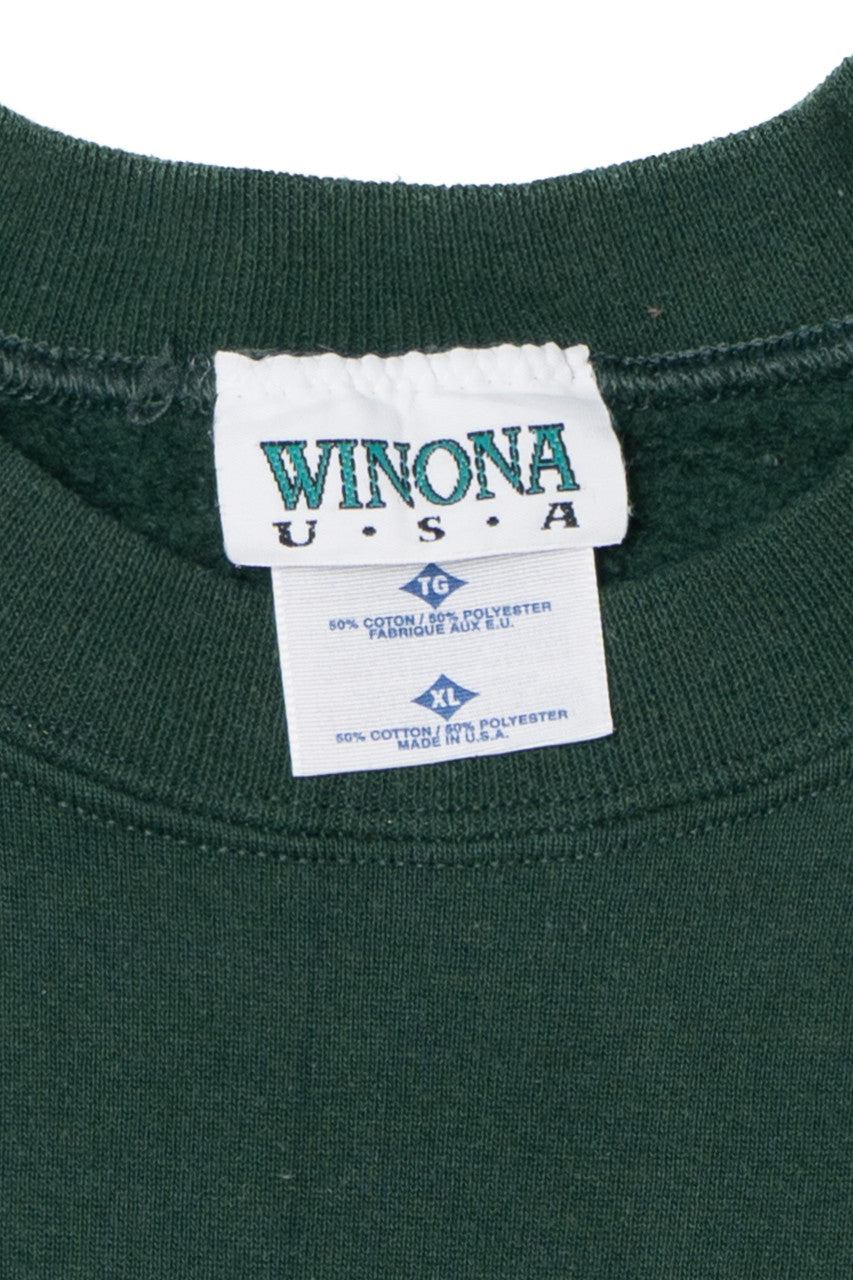 WINONA
U · S · A
TG
50% COTON / 50% POLYESTER
FABRIQUE AUX E.U.
XL
50% COTTON / 50% POLYESTER
MADE IN U.S.A.